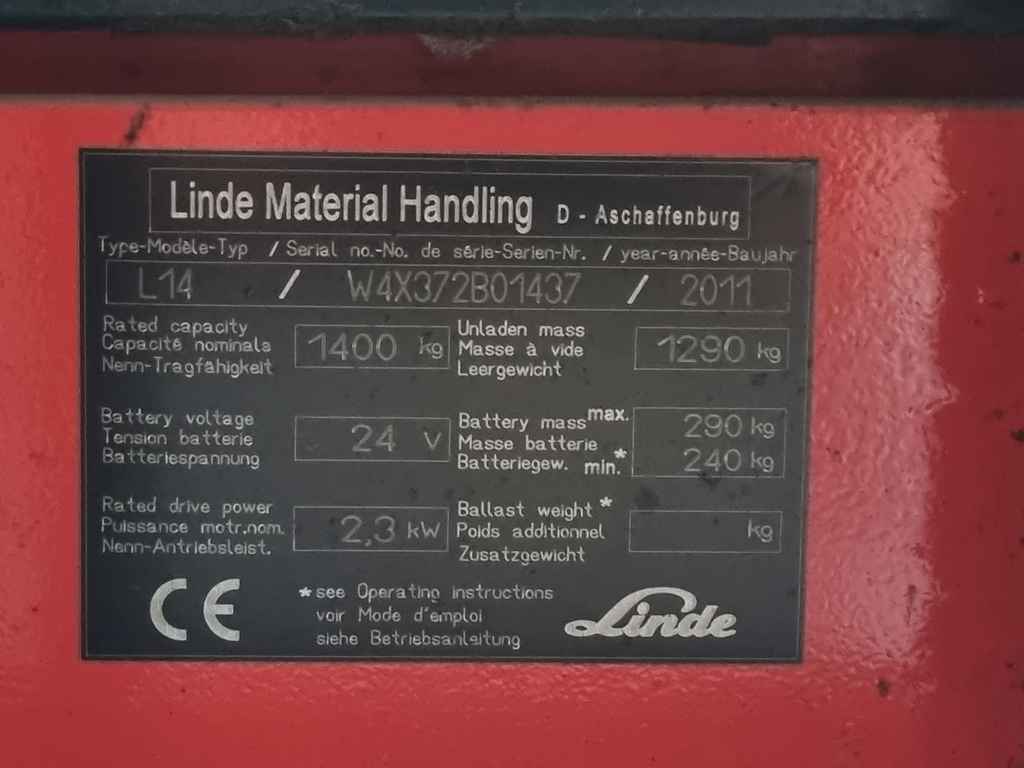 Linde Material Handling D - Aschaffenburg
Type-Modèle-Typ / Serial no.-No. de série-Serien-Nr. / year-année-Baujahr
L14 / W4X372B01437 / 2011
Rated capacity
Capacité nominals
Nenn-Tragfähigkeit
1400 kg
Unladen mass
Masse à vide
Leergewicht
1290 kg
Battery voltage
Tension batterie
Batteriespannung
24 V
Battery mass max.
Masse batterie
Batteriegew. min.*
290 kg
240 kg
Rated drive power
Puissance motr.nom.
Nenn-Antriebsleist.
2,3 kW
Ballast weight *
Poids additionnel
Zusatzgewicht
kg
CE
*see Operating instructions
voir Mode d'emploi
siehe Betriebsanleitung
Linde